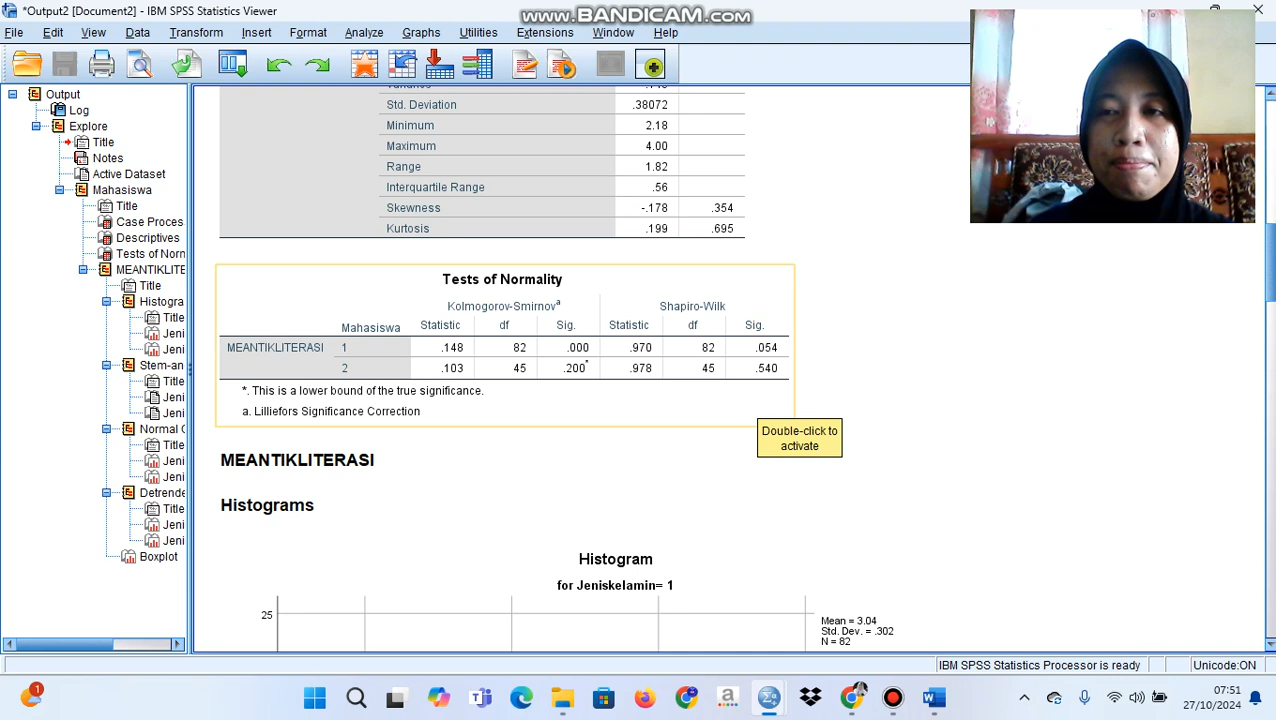 *Output2 [Document2] - IBM SPSS Statistics Viewer
www.BANDICAM.com
File Edit View Data Transform Insert Format Analyze Graphs Utilities Extensions Window Help
Output
Log
Explore
Title
Notes
Active Dataset
Mahasiswa
Title
Case Proces
Descriptives
Tests of Norn
MEANTIKLITE
Title
Histogra
Title
Jeni
Jeni
Stem-an
Title
Jeni
Jeni
Normal
Title
Jeni
Jeni
Detrende
Title
Jeni
Jeni
Boxplot
Std. Deviation .38072
Minimum 2.18
Maximum 4.00
Range 1.82
Interquartile Range .56
Skewness -.178 .354
Kurtosis .199 .695
Tests of Normality
Kolmogorov-Smirnovᵃ Shapiro-Wilk
Mahasiswa Statistic df Sig. Statistic df Sig.
MEANTIKLITERASI 1 .148 82 .000 .970 82 .054
2 .103 45 .200* .978 45 .540
*. This is a lower bound of the true significance.
a. Lilliefors Significance Correction
Double-click to
activate
MEANTIKLITERASI
Histograms
Histogram
for Jeniskelamin= 1
25
Mean = 3.04
Std. Dev. = .302
N = 82
IBM SPSS Statistics Processor is ready Unicode:ON
1
07:51
27/10/2024